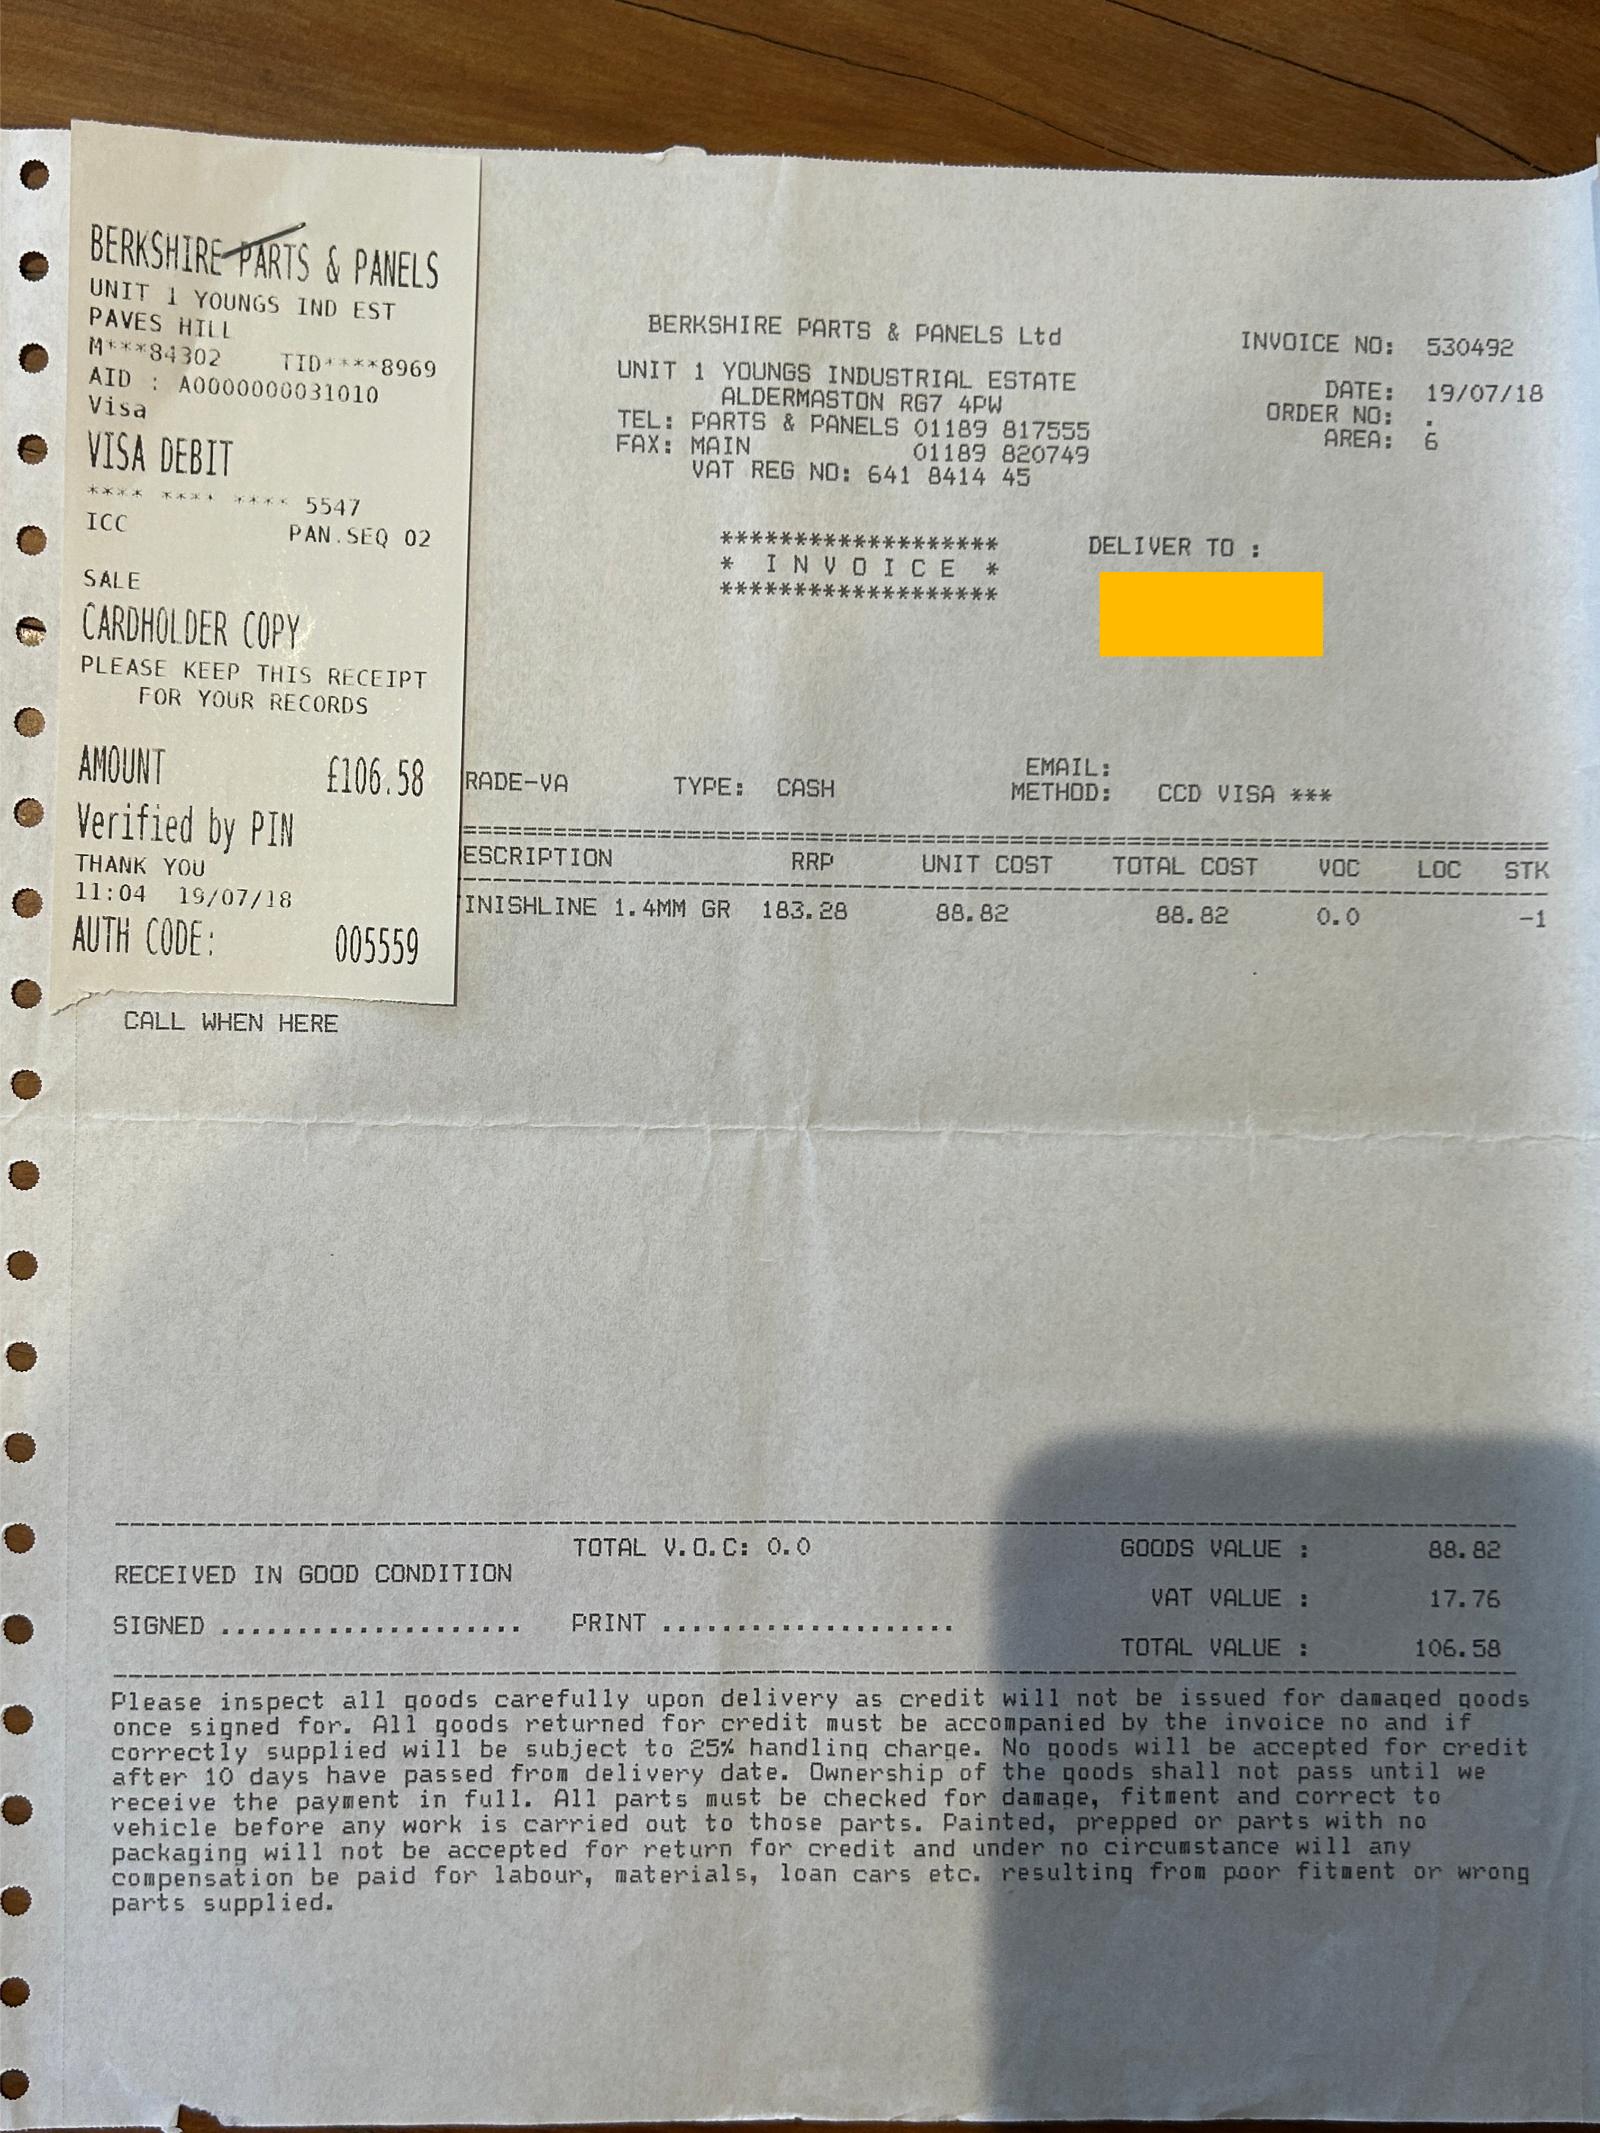 BERKSHIRE PARTS & PANELS
UNIT 1 YOUNGS IND EST
PAVES HILL
M***84302 TID****8969
AID : A0000000031010
Visa
VISA DEBIT
**** **** **** 5547
ICC PAN.SEQ 02
SALE
CARDHOLDER COPY
PLEASE KEEP THIS RECEIPT
FOR YOUR RECORDS
AMOUNT £106.58
Verified by PIN
THANK YOU
11:04 19/07/18
AUTH CODE: 005559
BERKSHIRE PARTS & PANELS Ltd
UNIT 1 YOUNGS INDUSTRIAL ESTATE
ALDERMASTON RG7 4PW
TEL: PARTS & PANELS 01189 817555
FAX: MAIN 01189 820749
VAT REG NO: 641 8414 45
INVOICE NO: 530492
DATE: 19/07/18
ORDER NO: .
AREA: 6
******************
* I N V O I C E *
******************
DELIVER TO :
EMAIL:
RADE-VA TYPE: CASH METHOD: CCD VISA ***
ESCRIPTION RRP UNIT COST TOTAL COST VOC LOC STK
INISHLINE 1.4MM GR 183.28 88.82 88.82 0.0 -1
CALL WHEN HERE
TOTAL V.O.C: 0.0 GOODS VALUE : 88.82
RECEIVED IN GOOD CONDITION
VAT VALUE : 17.76
SIGNED .................... PRINT ...................
TOTAL VALUE : 106.58
Please inspect all goods carefully upon delivery as credit will not be issued for damaged goods
once signed for. All goods returned for credit must be accompanied by the invoice no and if
correctly supplied will be subject to 25% handling charge. No goods will be accepted for credit
after 10 days have passed from delivery date. Ownership of the goods shall not pass until we
receive the payment in full. All parts must be checked for damage, fitment and correct to
vehicle before any work is carried out to those parts. Painted, prepped or parts with no
packaging will not be accepted for return for credit and under no circumstance will any
compensation be paid for labour, materials, loan cars etc. resulting from poor fitment or wrong
parts supplied.